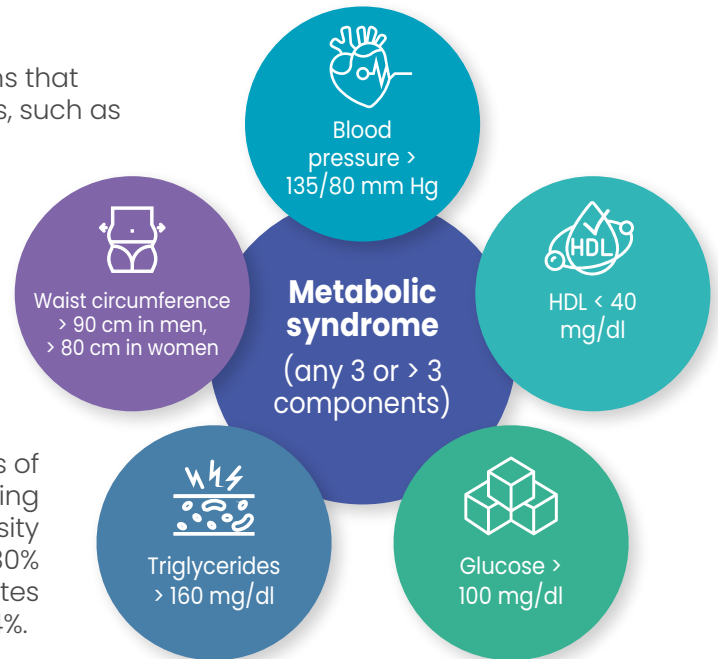 ns that
s, such as
Blood
pressure >
135/80 mm Hg
Waist circumference
> 90 cm in men,
> 80 cm in women
HDL
HDL < 40
mg/dl
Metabolic
syndrome
(any 3 or > 3
components)
s of
ing
sity
30%
tes
4%.
Triglycerides
> 160 mg/dl
Glucose >
100 mg/dl